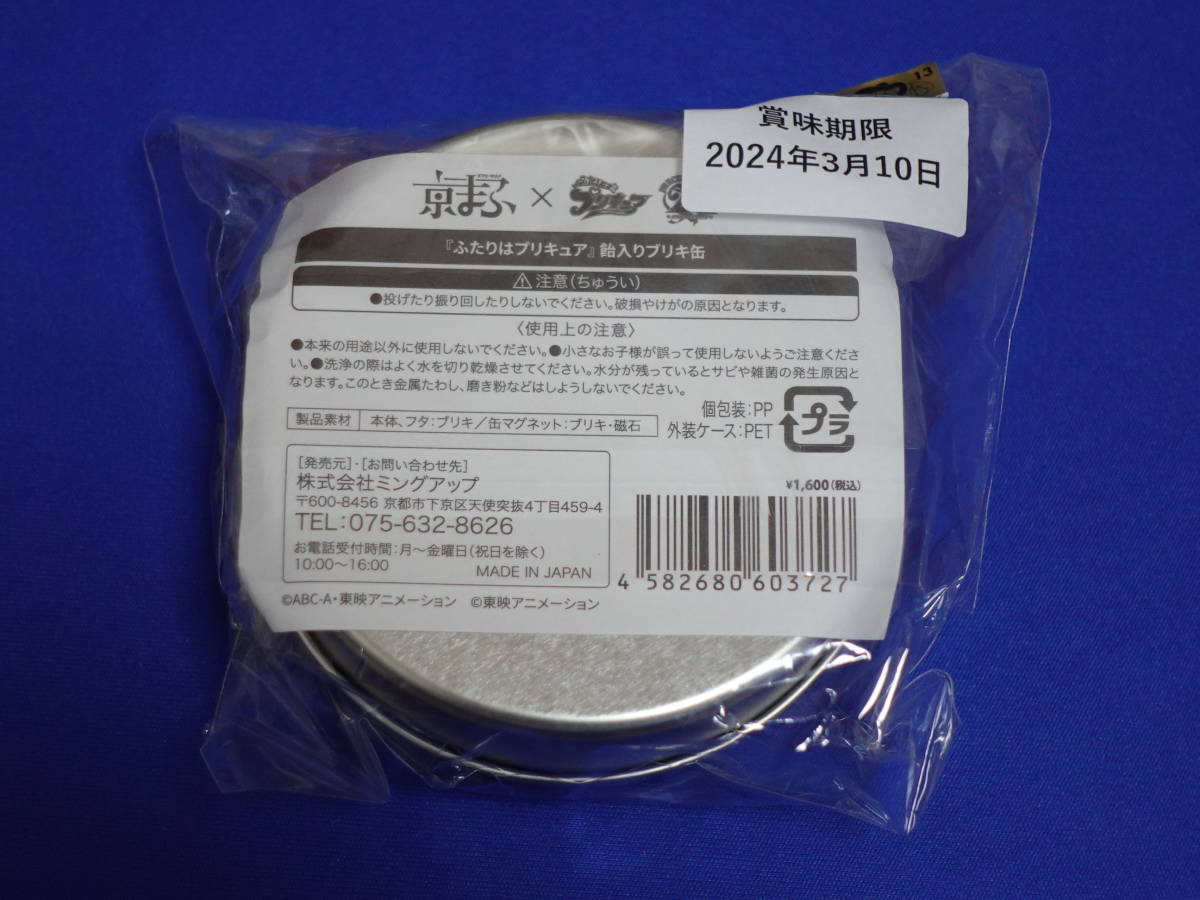 13
賞味期限
2024年3月10日
KYO-MAF
京まふ × ふたりは プリキュア
『ふたりはプリキュア』飴入りブリキ缶
⚠注意(ちゅうい)
●投げたり振り回したりしないでください。破損やけがの原因となります。
〈使用上の注意〉
●本来の用途以外に使用しないでください。●小さなお子様が誤って使用しないようご注意くださ
い。●洗浄の際はよく水を切り乾燥させてください。水分が残っているとサビや雑菌の発生原因と
なります。このとき金属たわし、磨き粉などはしようしないでください。
個包装:PP
外装ケース:PET
プラ
製品素材 本体、フタ:ブリキ/缶マグネット:ブリキ・磁石
[発売元]・[お問い合わせ先]
株式会社ミングアップ
〒600-8456 京都市下京区天使突抜4丁目459-4
TEL:075-632-8626
お電話受付時間:月〜金曜日(祝日を除く)
10:00〜16:00 MADE IN JAPAN
¥1,600(税込)
4 582680 603727
©ABC-A・東映アニメーション ©東映アニメーション